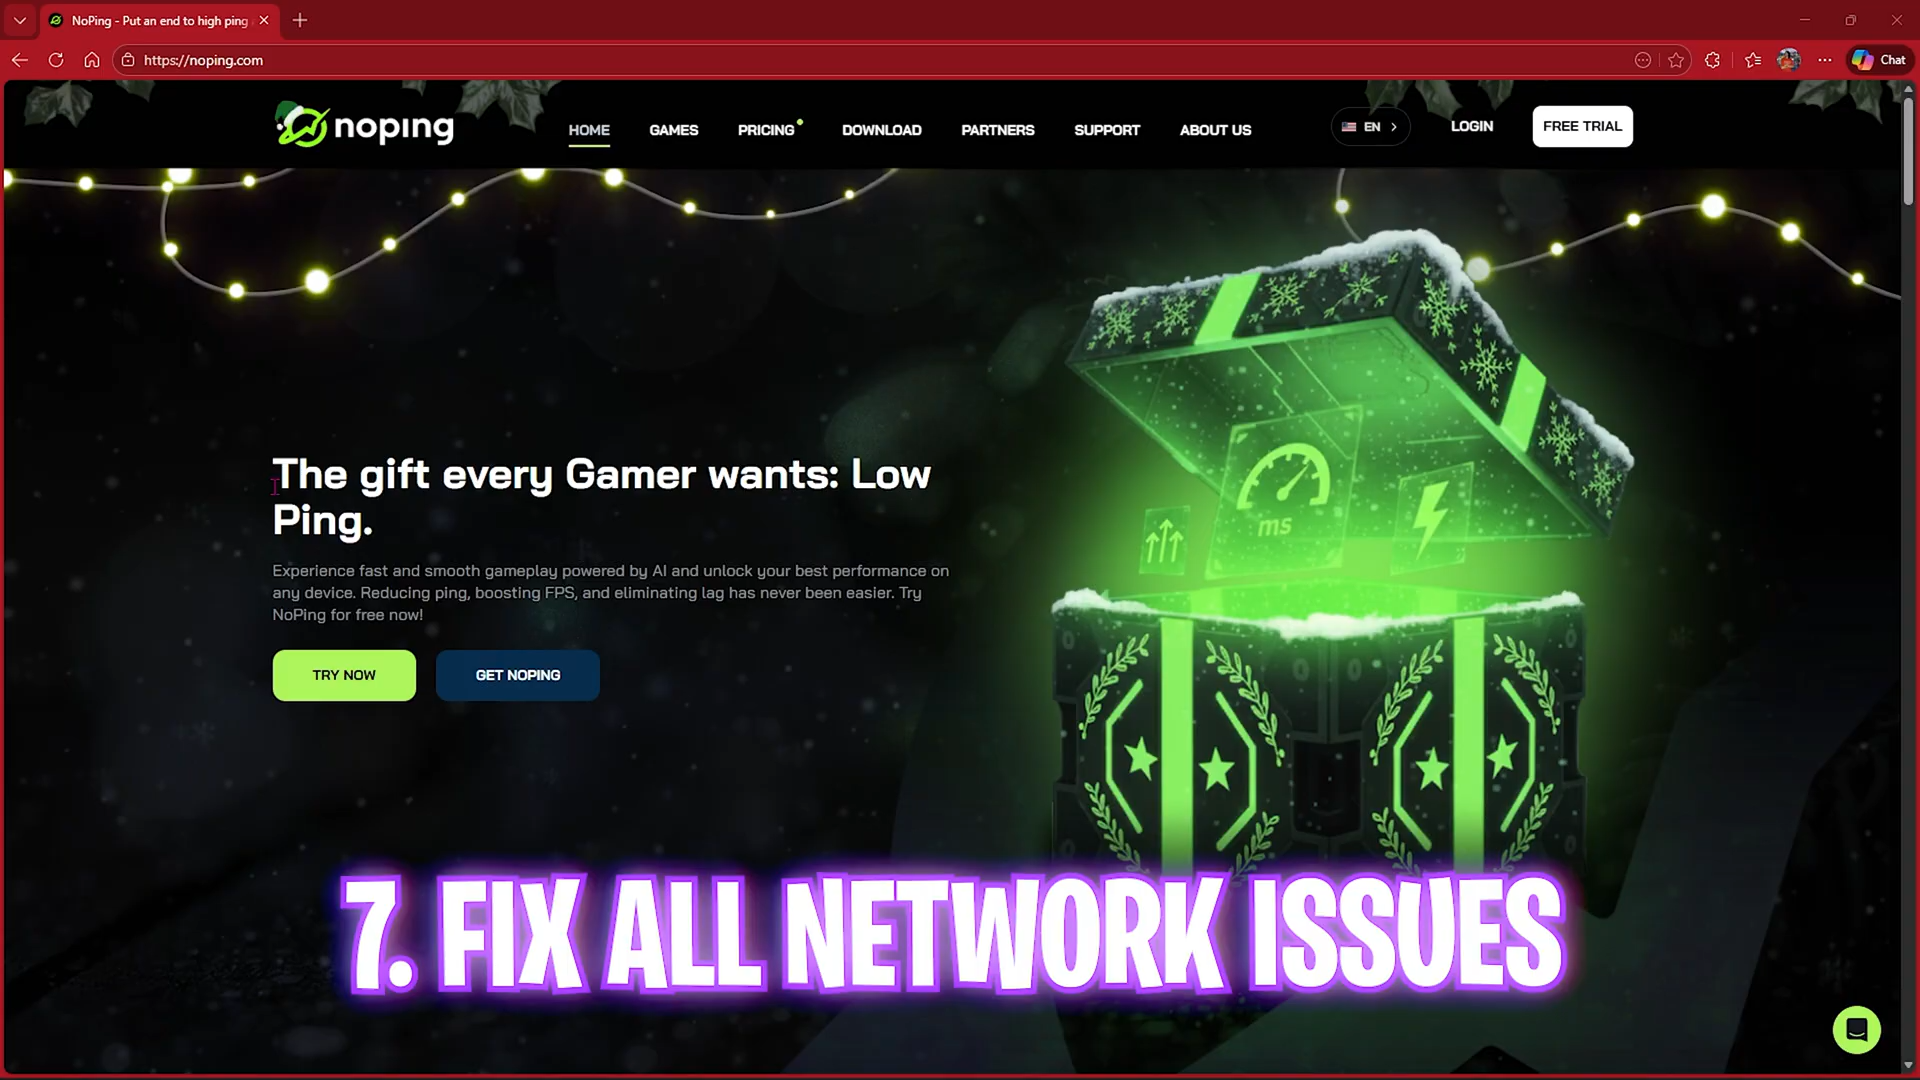 NoPing - Put an end to high ping
https://noping.com
Chat
noping
HOME
GAMES
PRICING
DOWNLOAD
PARTNERS
SUPPORT
ABOUT US
EN
LOGIN
FREE TRIAL
The gift every Gamer wants: Low
Ping.
ms
Experience fast and smooth gameplay powered by AI and unlock your best performance on
any device. Reducing ping, boosting FPS, and eliminating lag has never been easier. Try
NoPing for free now!
TRY NOW
GET NOPING
7. FIX ALL NETWORK ISSUES